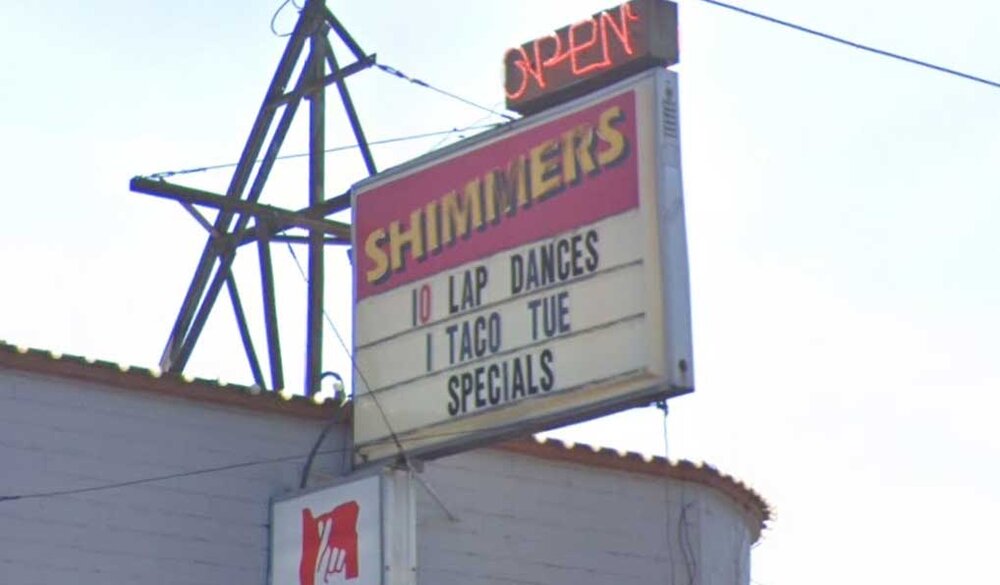 OPEN
SHIMMERS
10 LAP DANCES
1 TACO TUE
SPECIALS